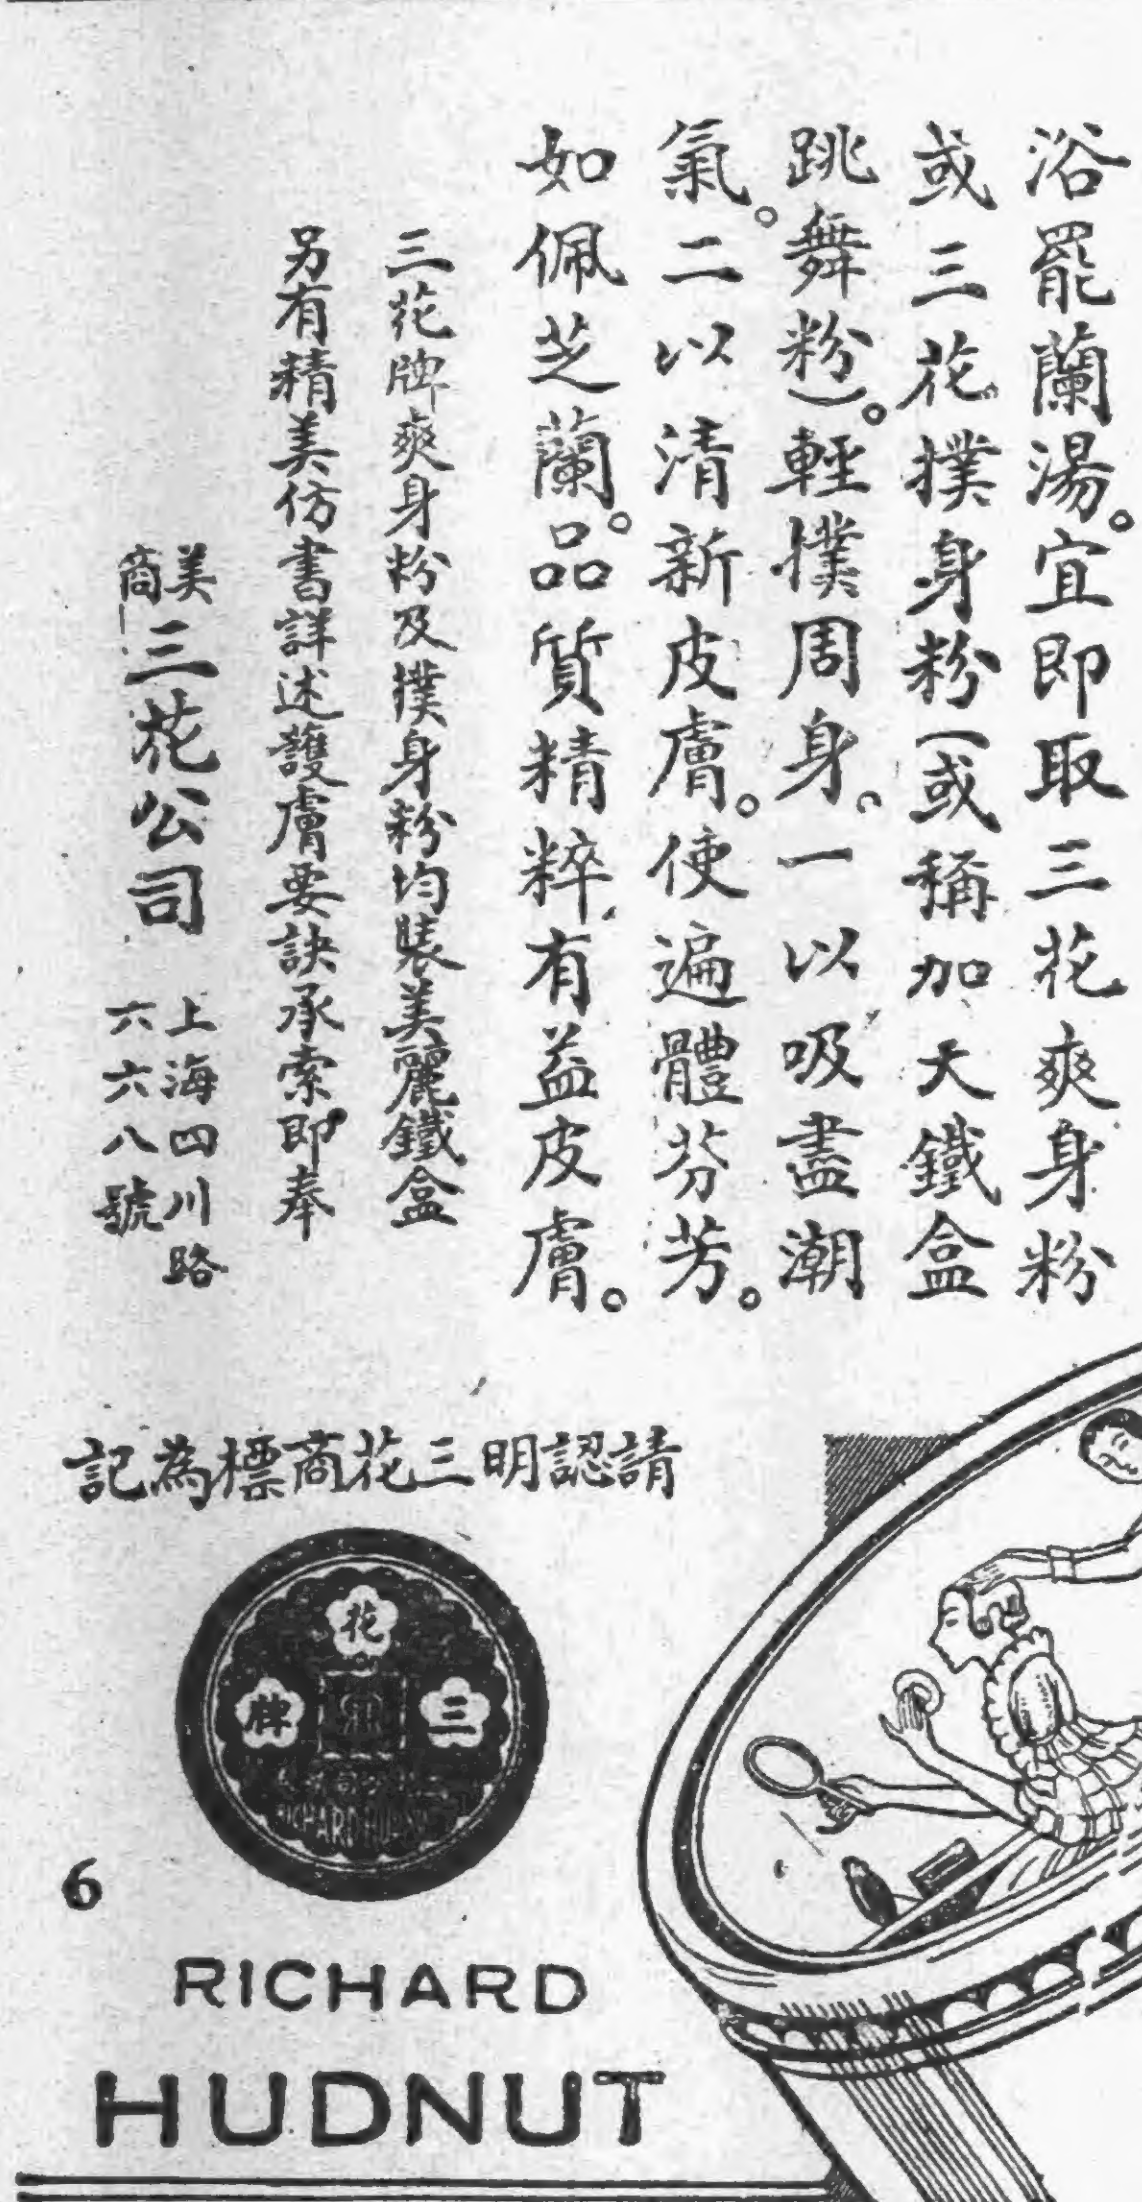 浴罷蘭湯。宜即取三花爽身粉
或三花撲身粉(或稱加大鐵盒
跳舞粉)。輕撲周身。一以吸盡潮
氣。二以清新皮膚。使遍體芬芳。
如佩芝蘭。品質精粹，有益皮膚。
三花牌爽身粉及撲身粉均裝美麗鐵盒
另有精美仿書詳述護膚要訣承索即奉
美商三花公司
上海四川路
六六八號
請認明三花商標為記
花
三
牌
RICHARD HUDNUT
6
RICHARD
HUDNUT